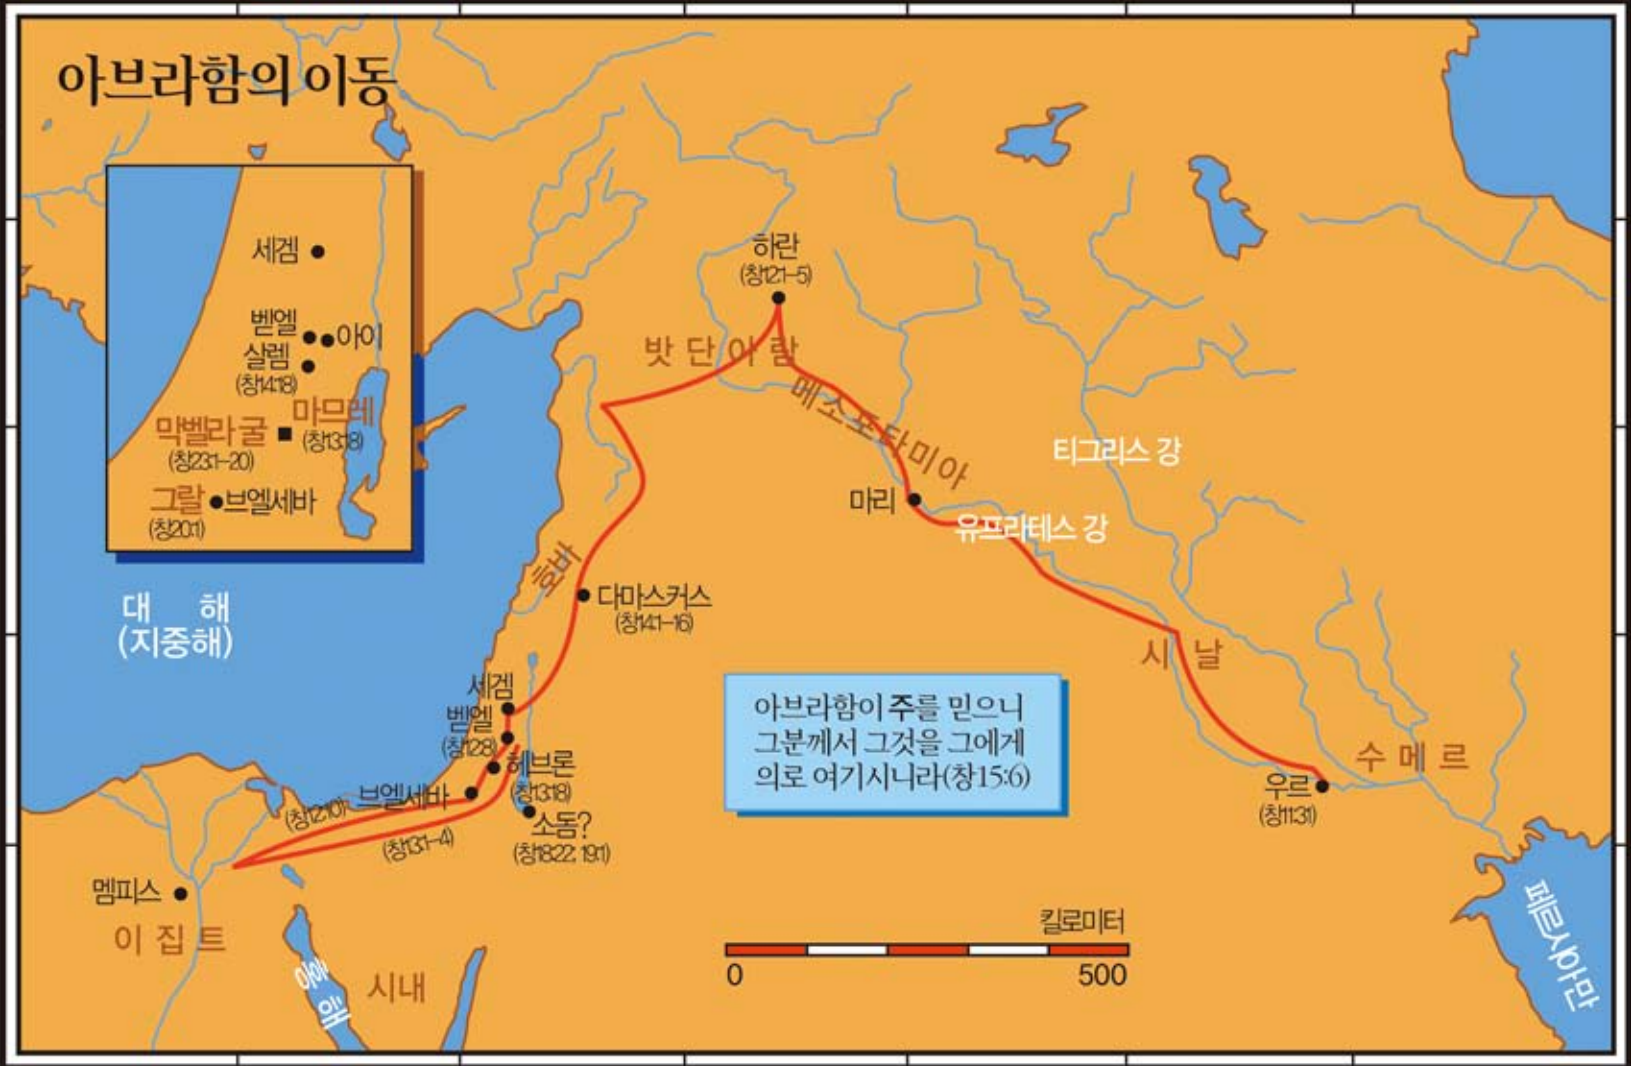 아브라함의 이동
세겜
벧엘
아이
살렘
(창14:18)
마므레
(창13:18)
막벨라 굴
(창23:1-20)
그랄
(창20:1)
브엘세바
대 해
(지중해)
하란
(창12:1-5)
밧 단 아 람
메소포타미아
티그리스 강
마리
유프라테스 강
호바
다마스커스
(창14:1-16)
시 날
세겜
벧엘
(창12:8)
헤브론
(창13:18)
브엘세바
(창12:10)
(창13:1-4)
소돔?
(창18:22; 19:1)
아브라함이 주를 믿으니
그분께서 그것을 그에게
의로 여기시니라(창15:6)
수 메 르
우르
(창11:31)
멤피스
이 집 트
홍 해
시내
킬로미터
0 500
페르시아만